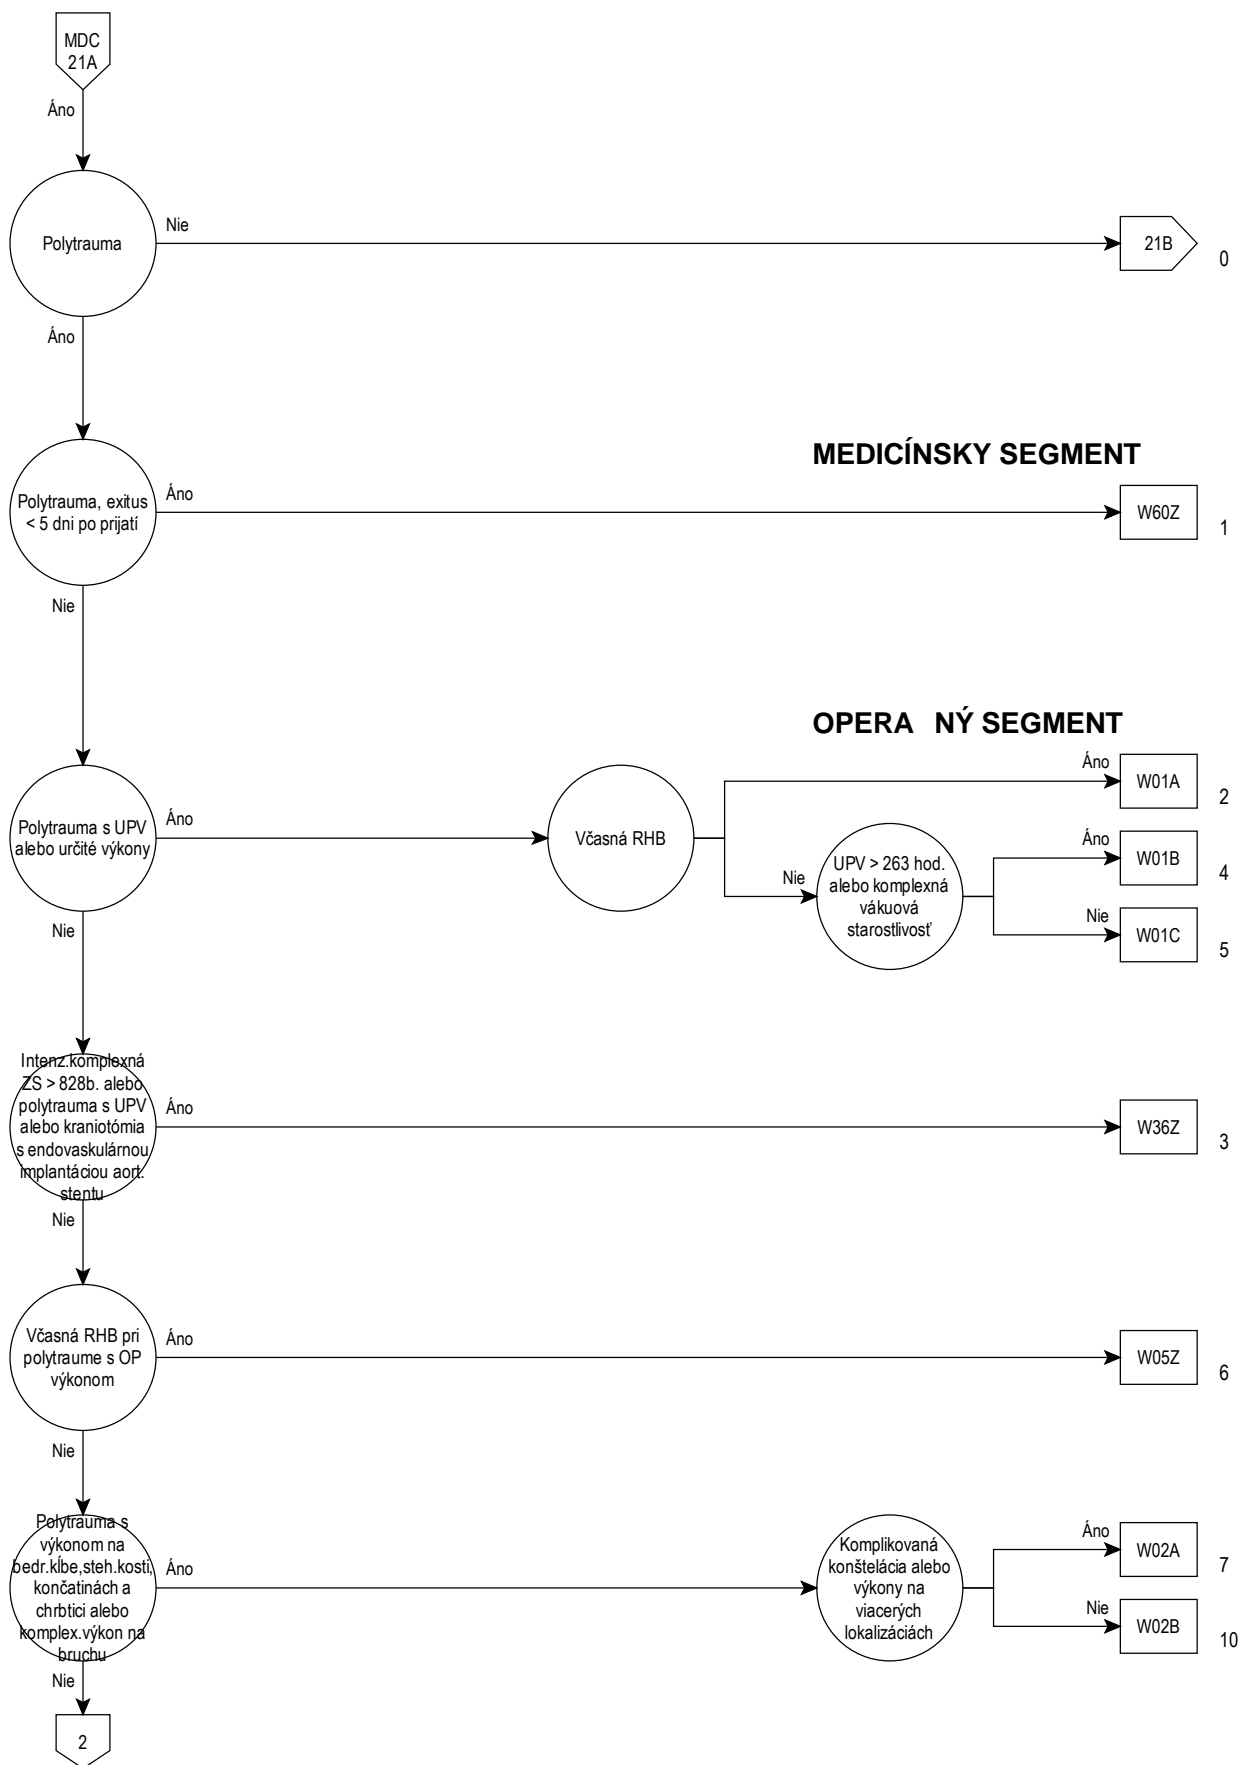 MDC
21A
Áno
Polytrauma
Nie
21B
0
Áno
MEDICÍNSKY SEGMENT
Polytrauma, exitus
< 5 dni po prijatí
Áno
W60Z
1
Nie
OPERA NÝ SEGMENT
Polytrauma s UPV
alebo určité výkony
Áno
Včasná RHB
Áno
W01A
2
Nie
UPV > 263 hod.
alebo komplexná
vákuová
starostlivosť
Áno
W01B
4
Nie
W01C
5
Nie
Intenz.komplexná
ZS > 828b. alebo
polytrauma s UPV
alebo kraniotómia
s endovaskulárnou
implantáciou aort.
stentu
Áno
W36Z
3
Nie
Včasná RHB pri
polytraume s OP
výkonom
Áno
W05Z
6
Nie
Polytrauma s
výkonom na
bedr.kĺbe,steh.kosti,
končatinách a
chrbtici alebo
komplex.výkon na
bruchu
Áno
Komplikovaná
konštelácia alebo
výkony na
viacerých
lokalizáciách
Áno
W02A
7
Nie
W02B
10
Nie
2